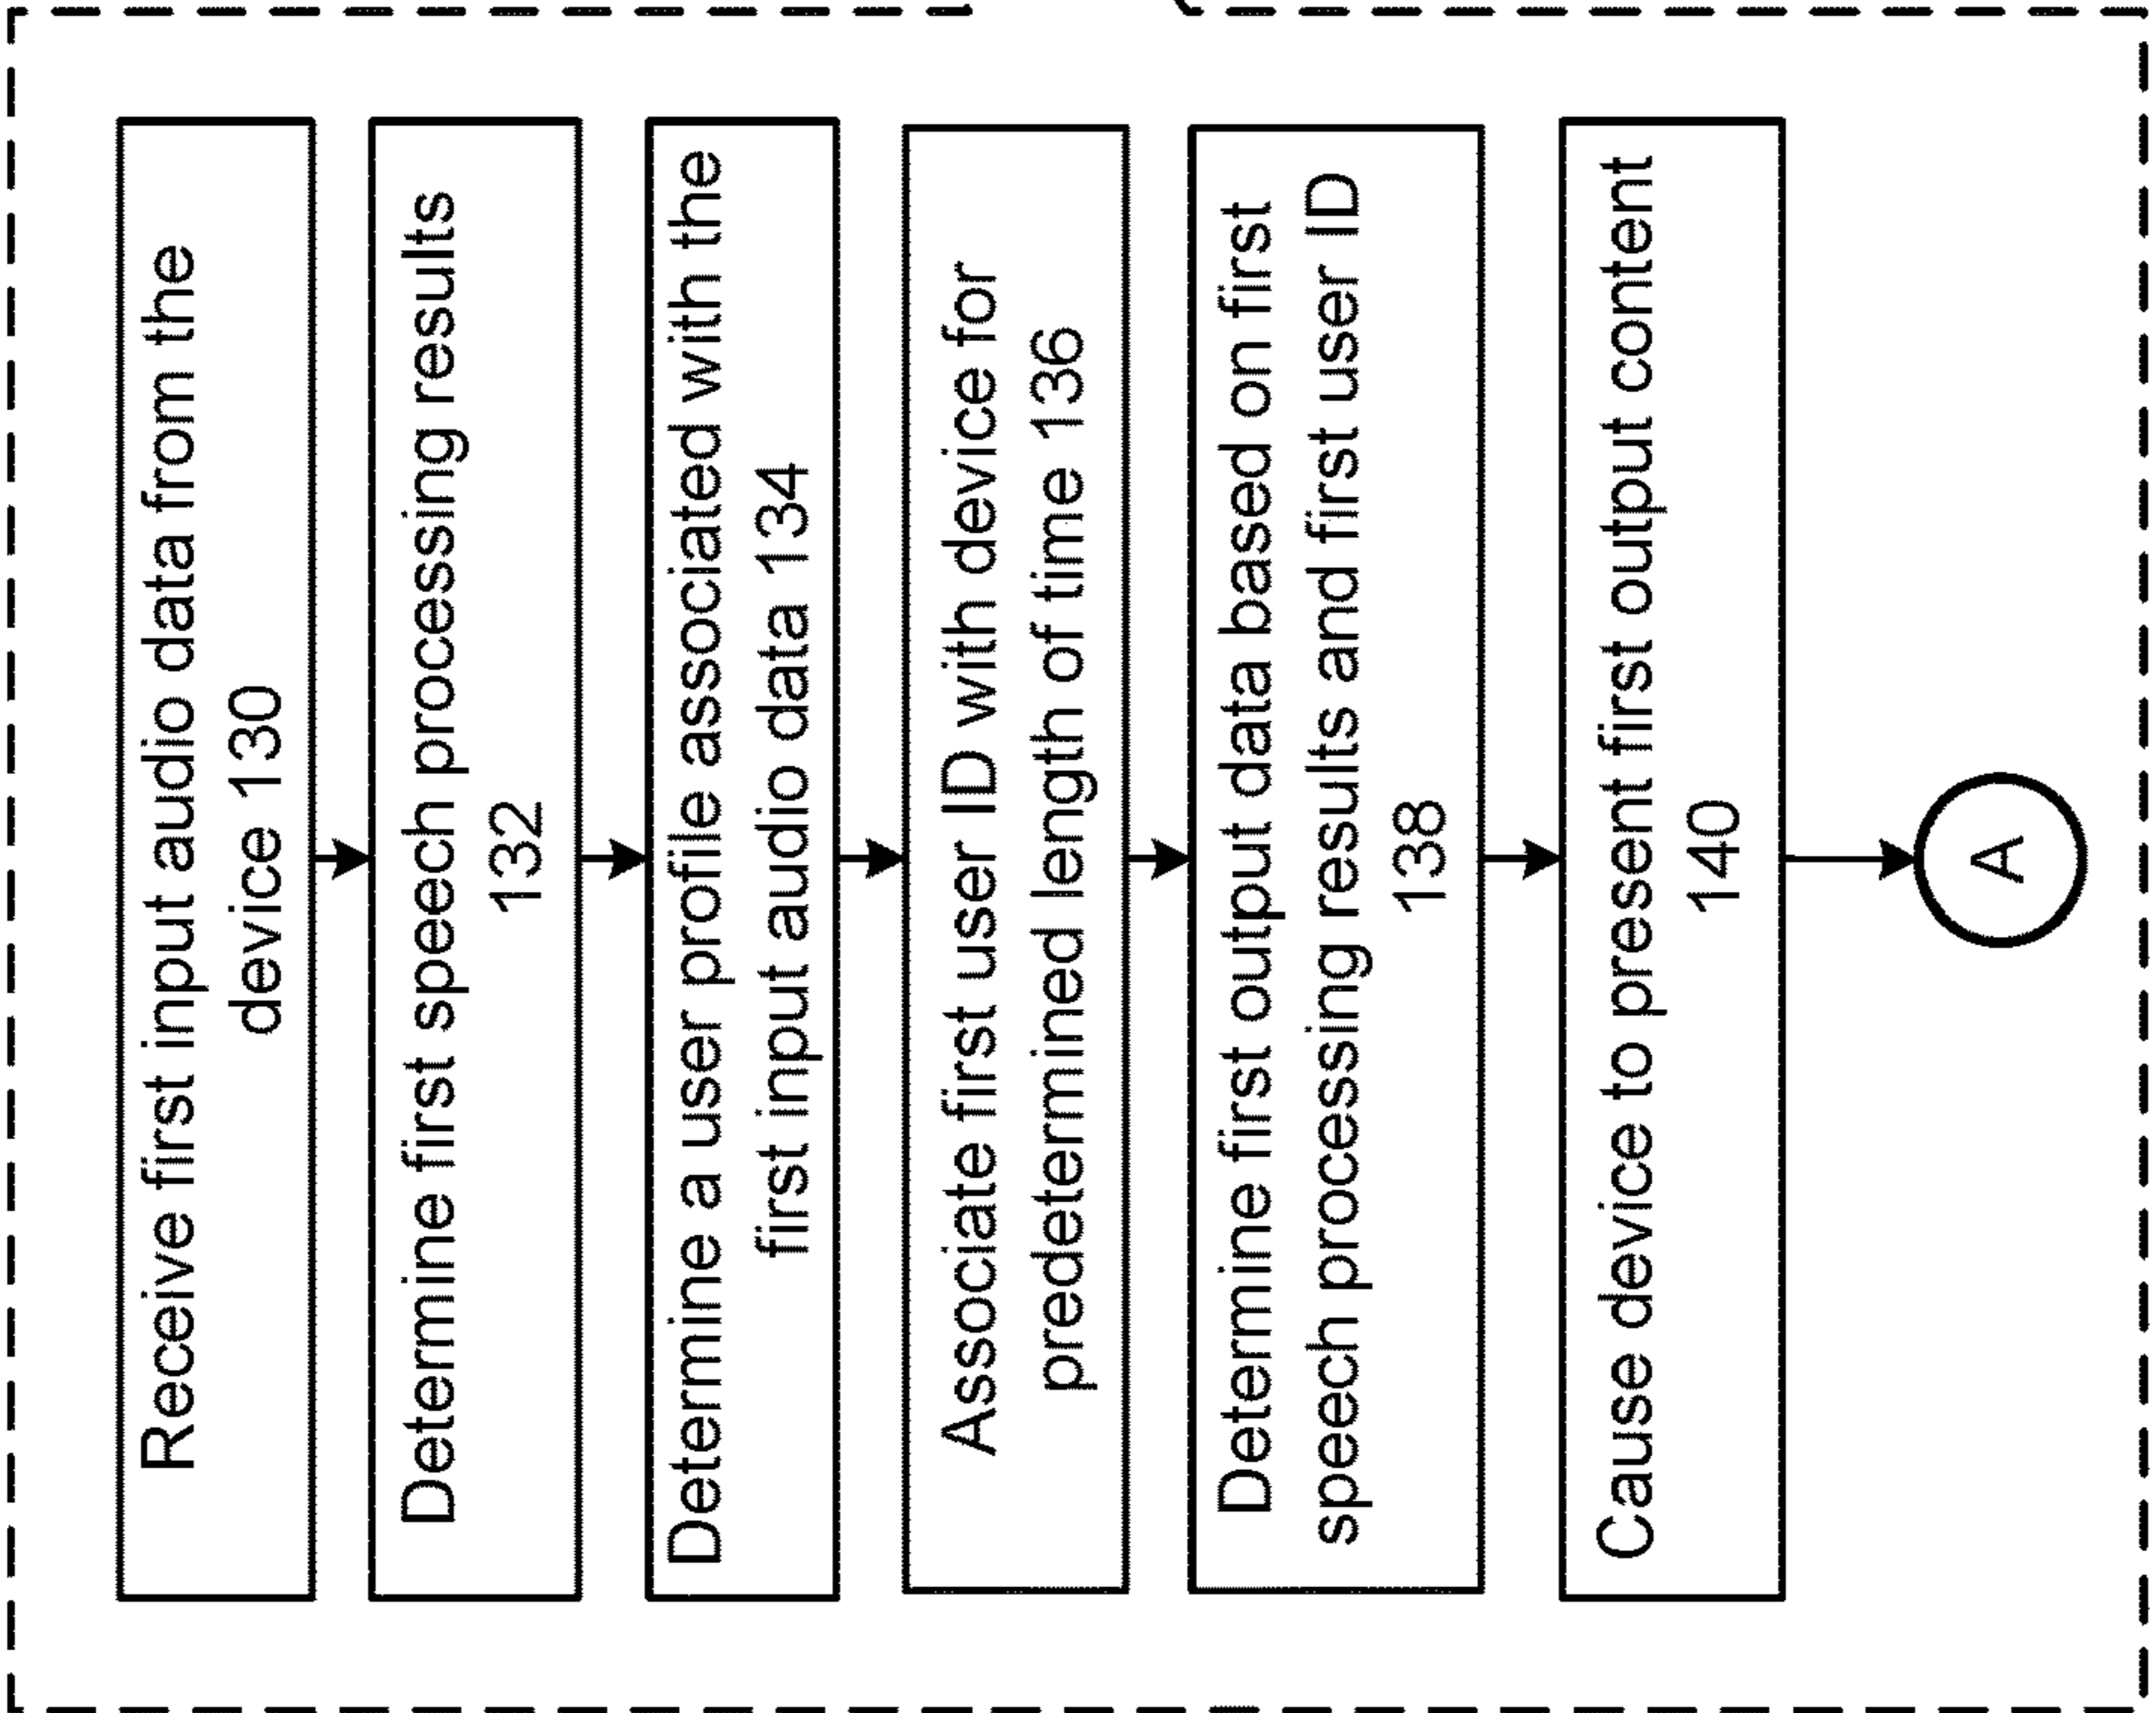 Receive first input audio data from the
device 130
Determine first speech processing results
132
Determine a user profile associated with the
first input audio data 134
Associate first user ID with device for
predetermined length of time 136
Determine first output data based on first
speech processing results and first user ID
138
Cause device to present first output content
140
A